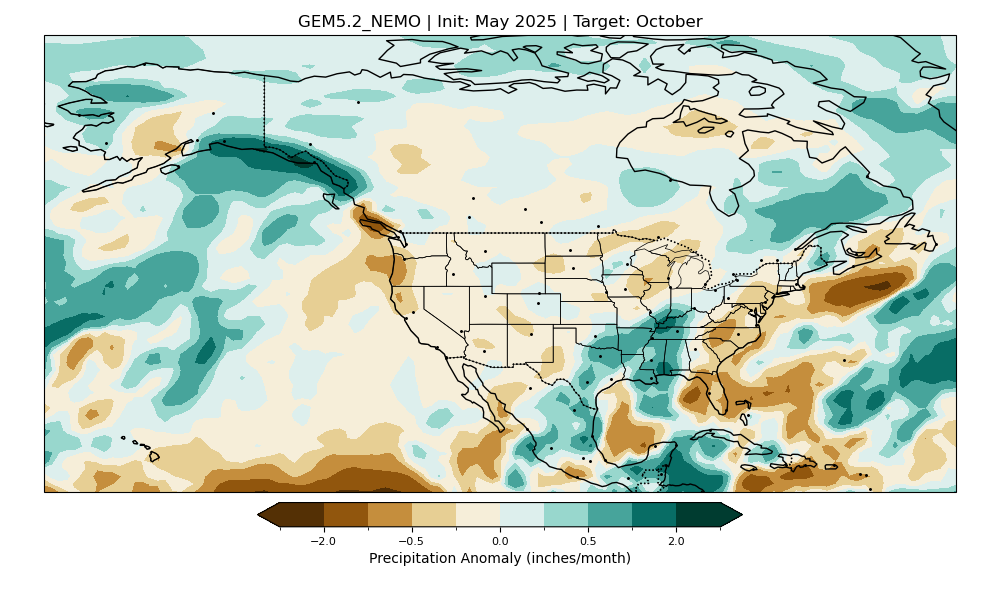 GEM5.2_NEMO | Init: May 2025 | Target: October
−2.0 −0.5 0.0 0.5 2.0
Precipitation Anomaly (inches/month)